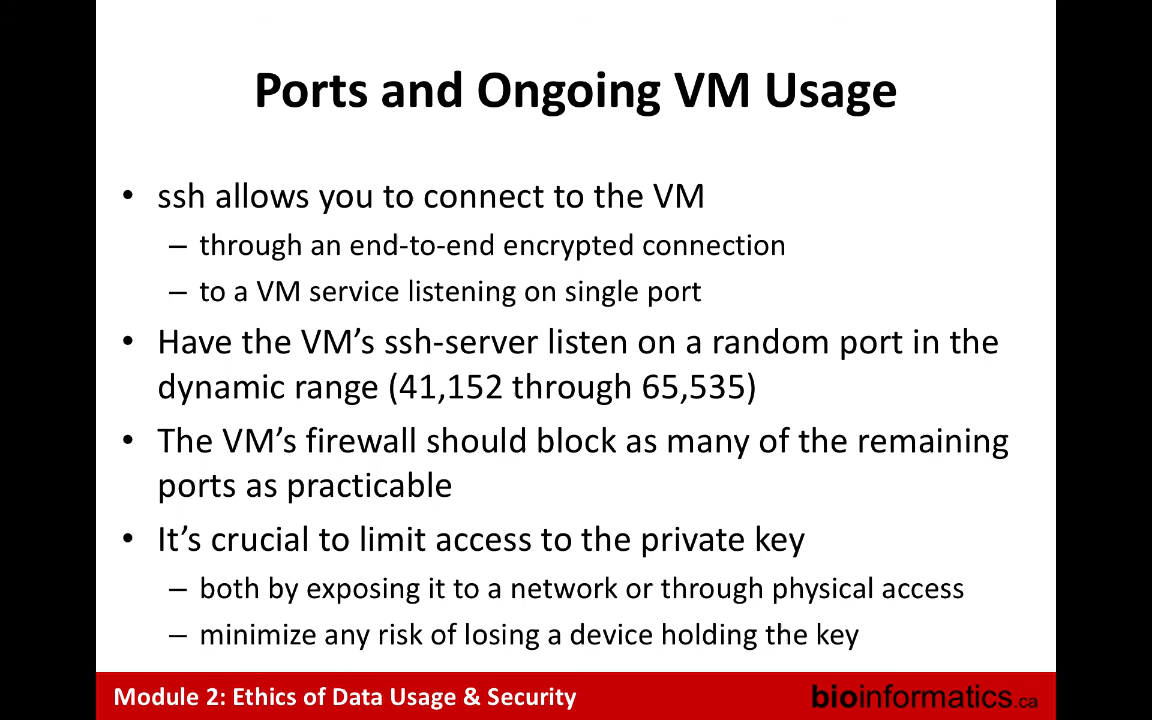 Ports and Ongoing VM Usage
• ssh allows you to connect to the VM
– through an end-to-end encrypted connection
– to a VM service listening on single port
• Have the VM’s ssh-server listen on a random port in the
dynamic range (41,152 through 65,535)
• The VM’s firewall should block as many of the remaining
ports as practicable
• It’s crucial to limit access to the private key
– both by exposing it to a network or through physical access
– minimize any risk of losing a device holding the key
Module 2: Ethics of Data Usage & Security
bioinformatics.ca